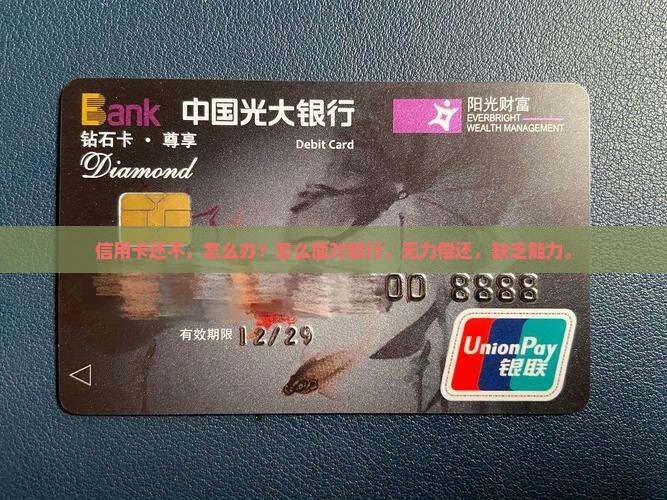 Bank 中国光大银行
阳光财富
EVERBRIGHT
WEALTH MANAGEMENT
钻石卡·尊享
Debit Card
Diamond
信用卡还不，怎么办？怎么面对银行，无力偿还，缺乏能力。
00 8888
有效期限 12/29
UnionPay
银联